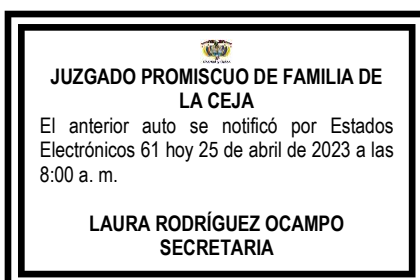 JUZGADO PROMISCUO DE FAMILIA DE
LA CEJA
El anterior auto se notificó por Estados
Electrónicos 61 hoy 25 de abril de 2023 a las
8:00 a. m.
LAURA RODRÍGUEZ OCAMPO
SECRETARIA